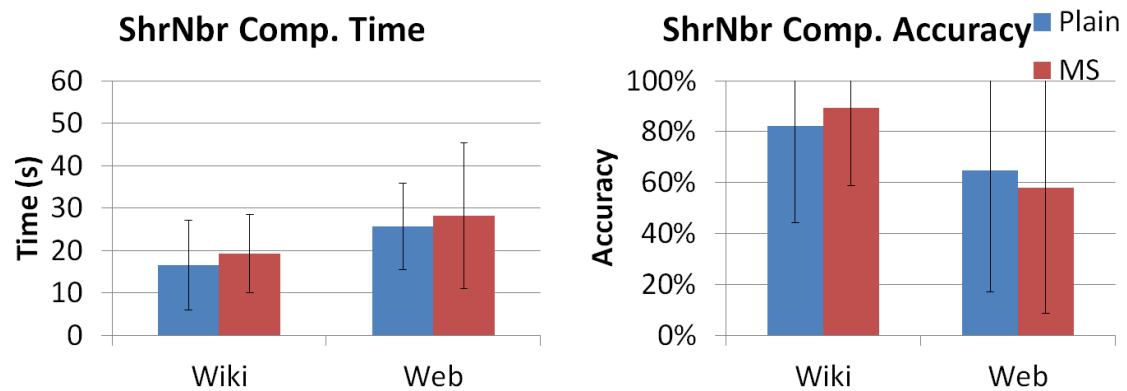 ShrNbr Comp. Time
Time (s)
60
50
40
30
20
10
0
Wiki Web
ShrNbr Comp. Accuracy
Plain
MS
Accuracy
100%
80%
60%
40%
20%
0%
Wiki Web